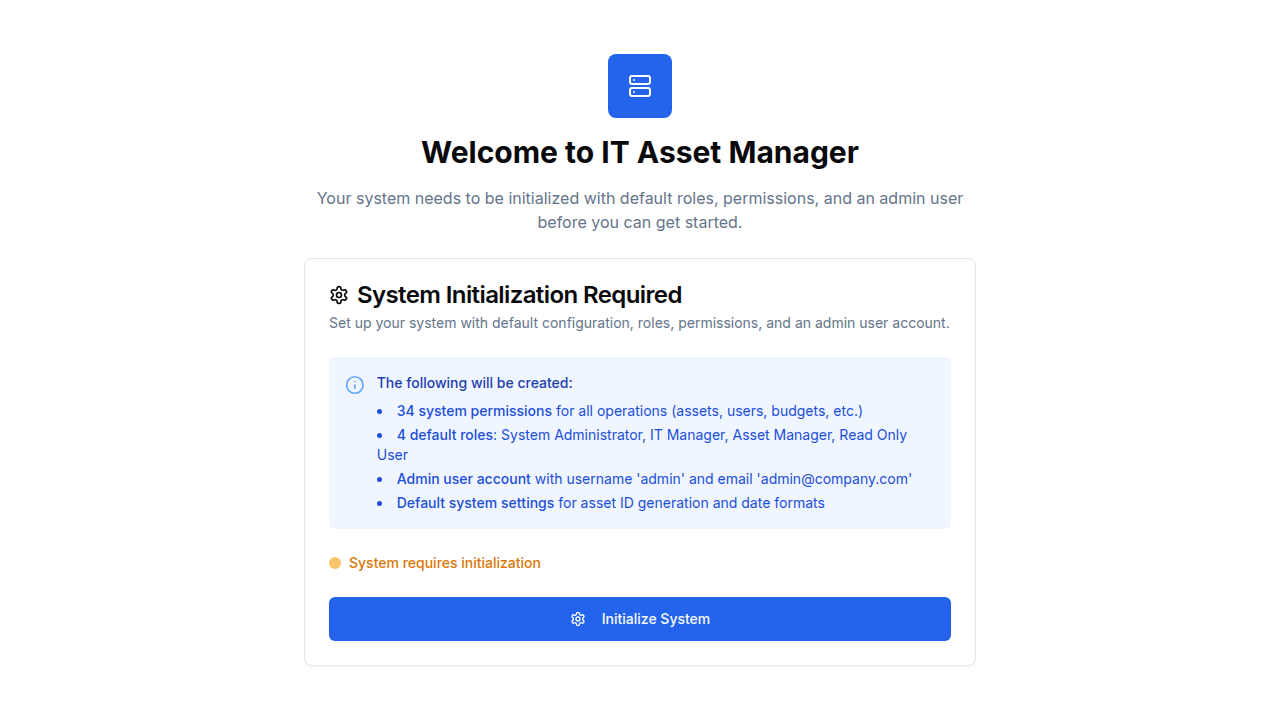 Welcome to IT Asset Manager
Your system needs to be initialized with default roles, permissions, and an admin user
before you can get started.
System Initialization Required
Set up your system with default configuration, roles, permissions, and an admin user account.
The following will be created:
• 34 system permissions for all operations (assets, users, budgets, etc.)
• 4 default roles: System Administrator, IT Manager, Asset Manager, Read Only
User
• Admin user account with username 'admin' and email 'admin@company.com'
• Default system settings for asset ID generation and date formats
System requires initialization
Initialize System